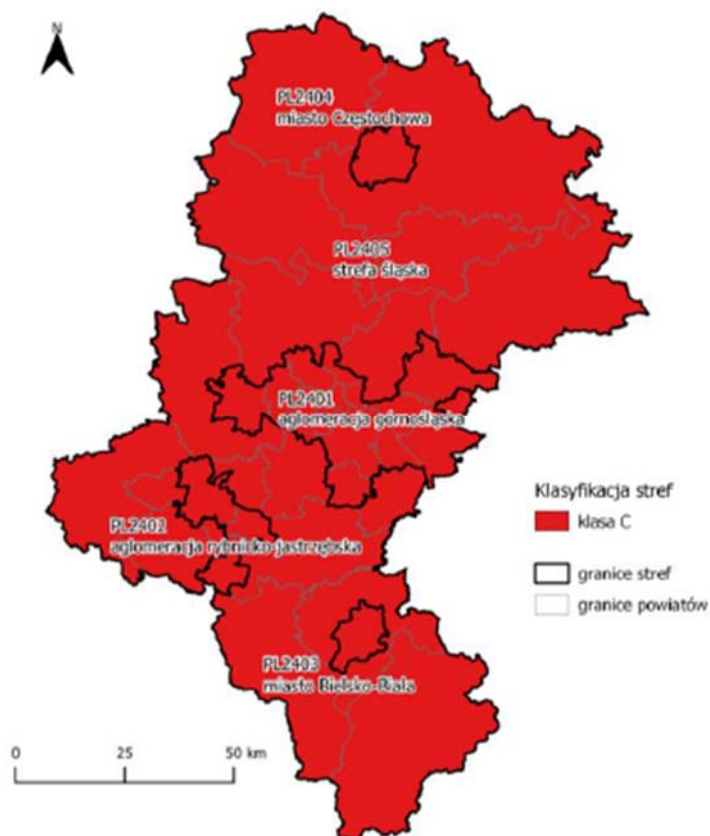 N
PL2404
miasto Częstochowa
PL2405
strefa śląska
PL2401
aglomeracja górnośląska
PL2402
aglomeracja rybnicko-jastrzębska
PL2403
miasto Bielsko-Biała
Klasyfikacja stref
klasa C
granice stref
granice powiatów
0 25 50 km